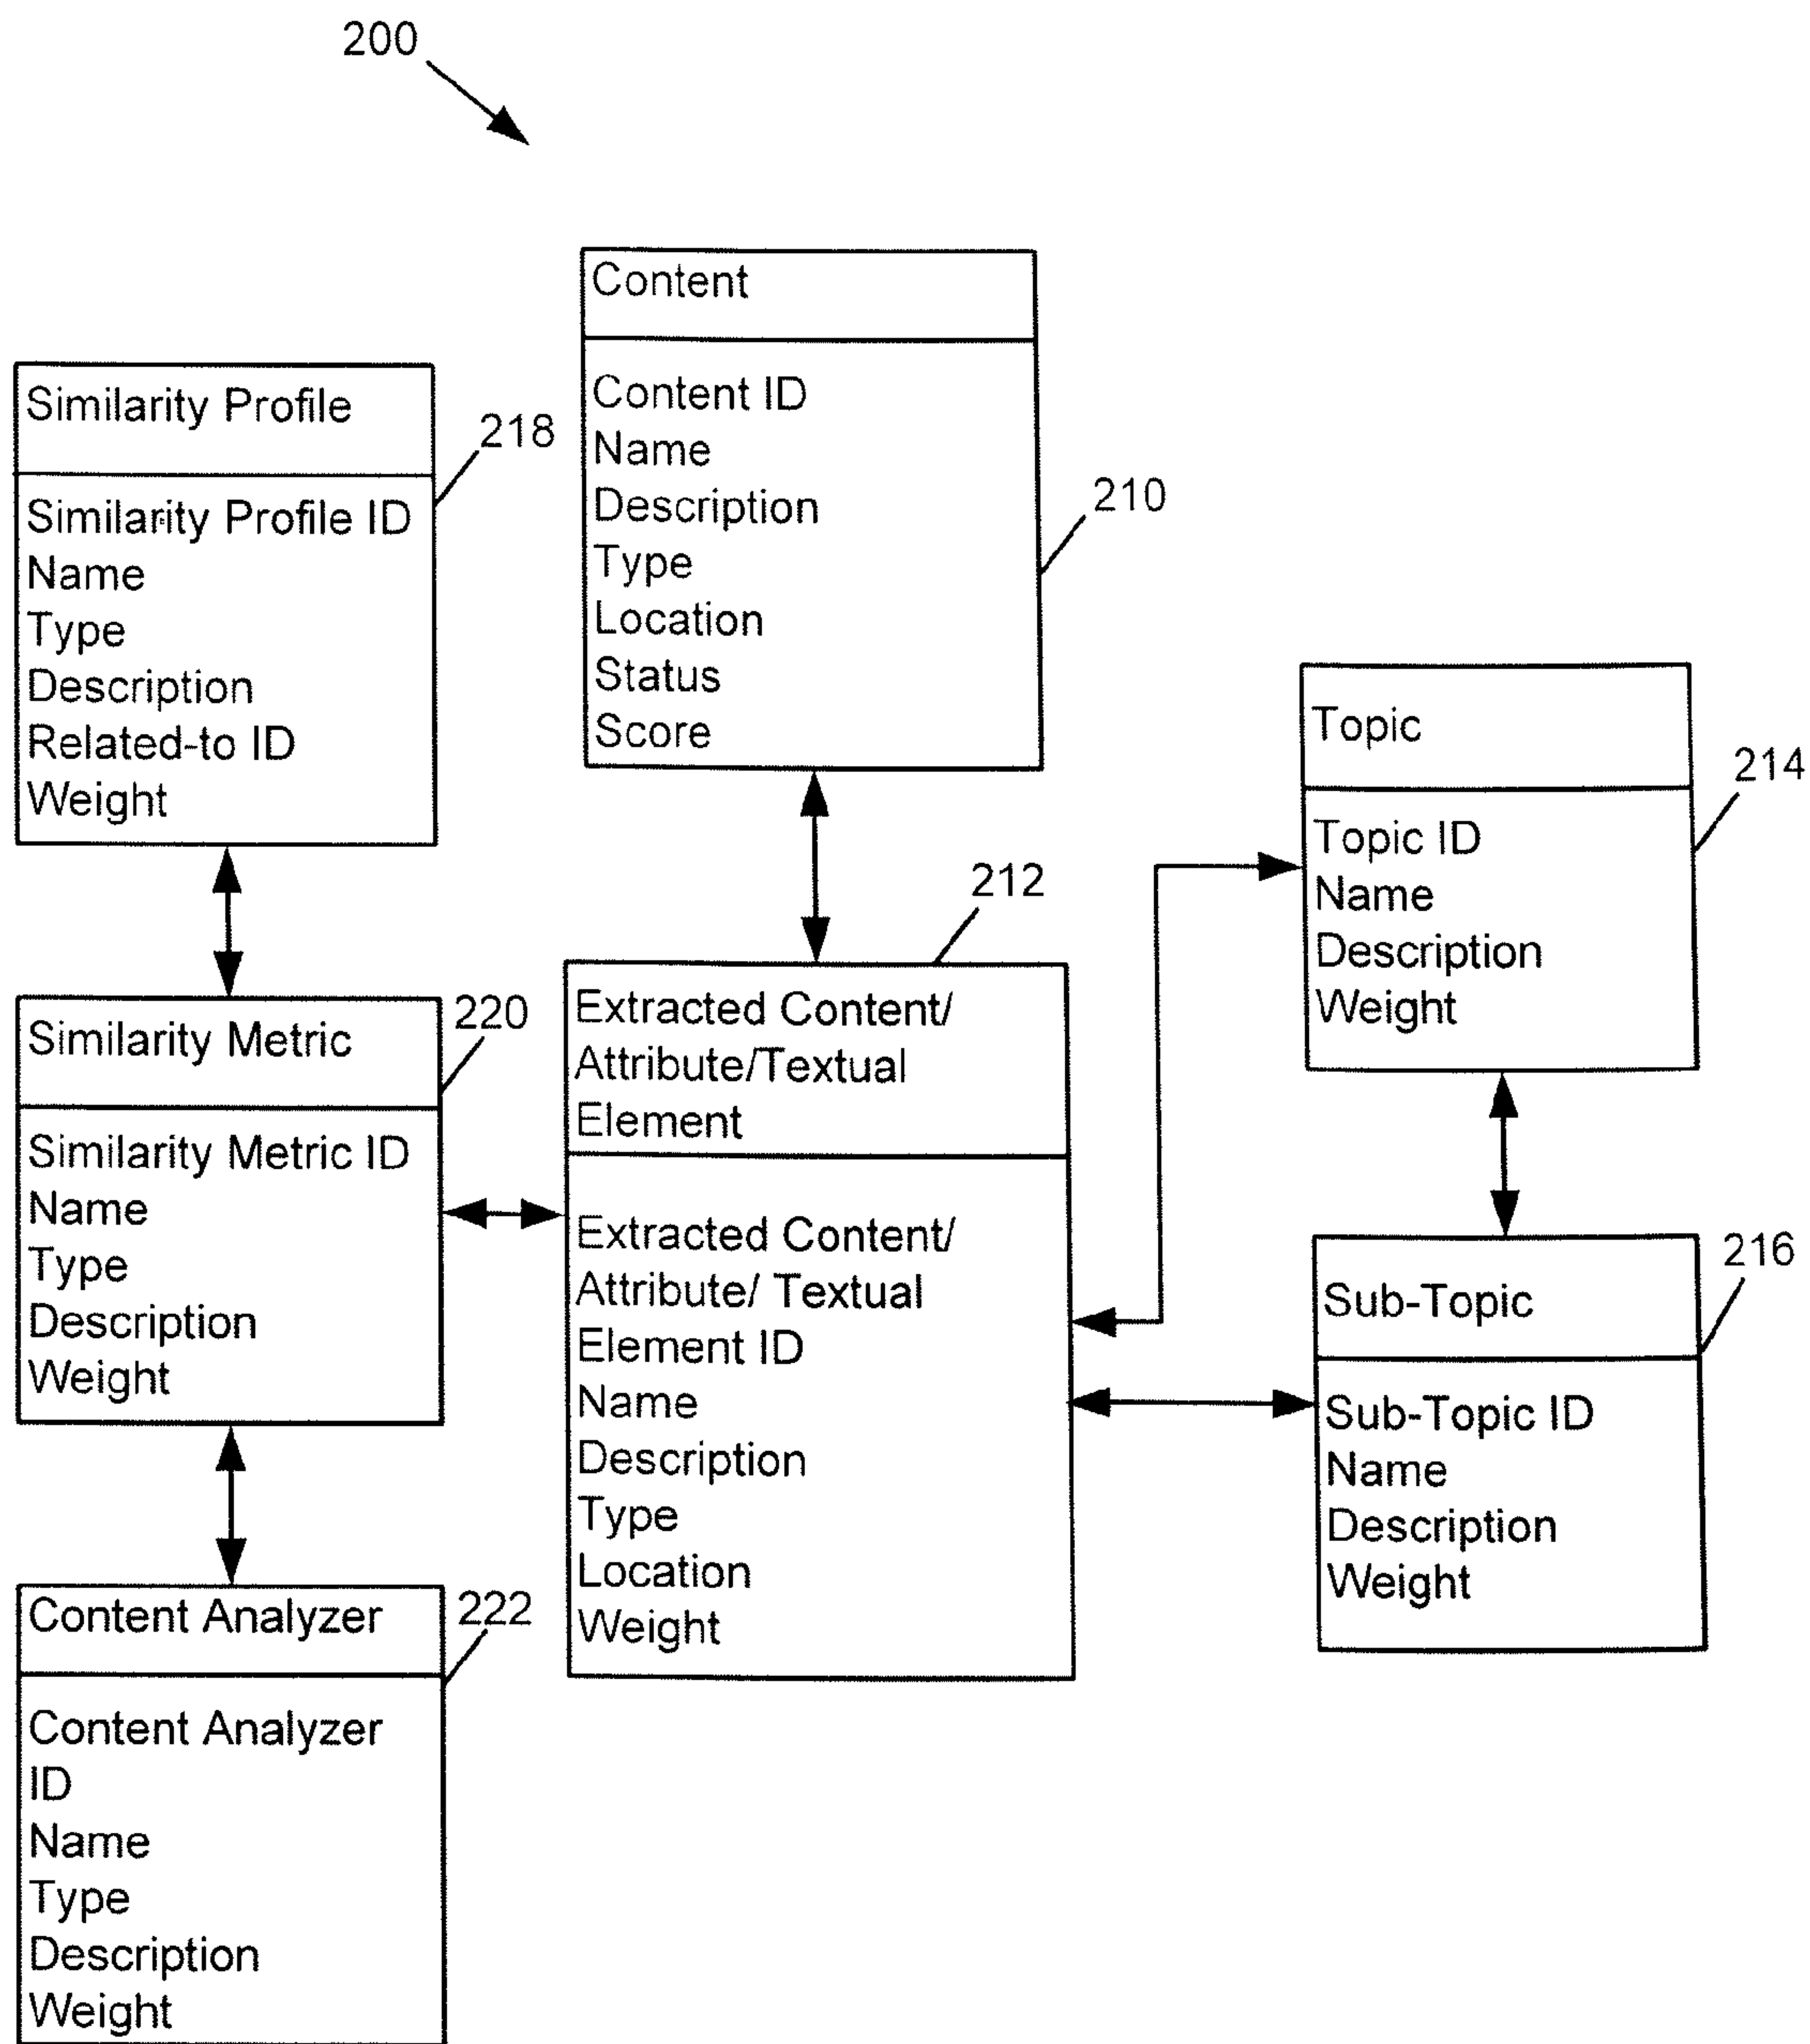 200
Content
Content ID
Name
Description
Type
Location
Status
Score
210
Similarity Profile
Similarity Profile ID
Name
Type
Description
Related-to ID
Weight
218
Topic
Topic ID
Name
Description
Weight
214
212
Extracted Content/
Attribute/Textual
Element
Extracted Content/
Attribute/ Textual
Element ID
Name
Description
Type
Location
Weight
Similarity Metric
Similarity Metric ID
Name
Type
Description
Weight
220
Sub-Topic
Sub-Topic ID
Name
Description
Weight
216
Content Analyzer
Content Analyzer
ID
Name
Type
Description
Weight
222